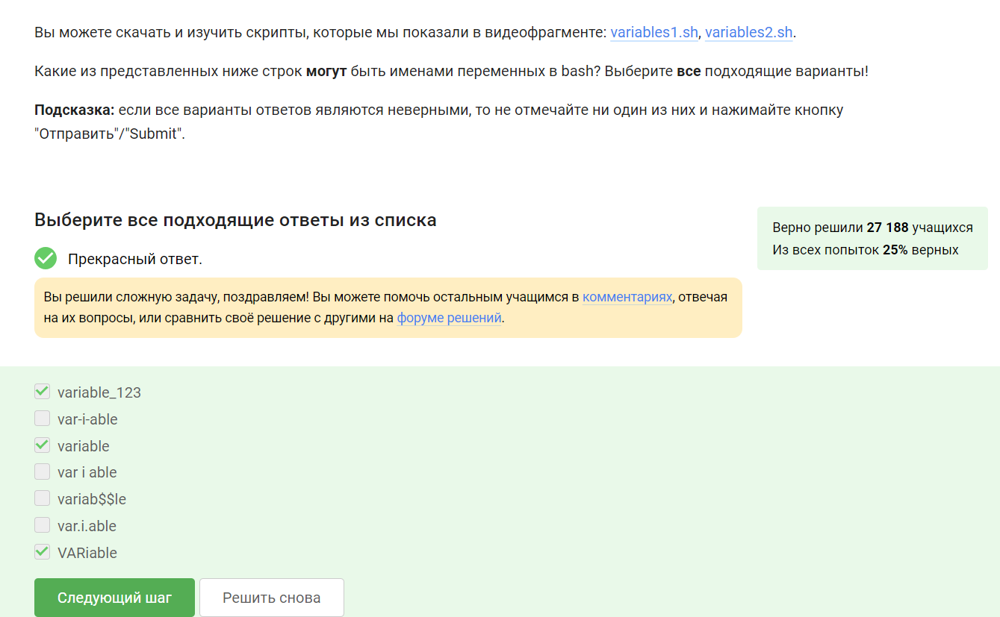 Вы можете скачать и изучить скрипты, которые мы показали в видеофрагменте: variables1.sh, variables2.sh.
Какие из представленных ниже строк могут быть именами переменных в bash? Выберите все подходящие варианты!
Подсказка: если все варианты ответов являются неверными, то не отмечайте ни один из них и нажимайте кнопку
"Отправить"/"Submit".
Выберите все подходящие ответы из списка
Прекрасный ответ.
Вы решили сложную задачу, поздравляем! Вы можете помочь остальным учащимся в комментариях, отвечая
на их вопросы, или сравнить своё решение с другими на форуме решений.
Верно решили 27 188 учащихся
Из всех попыток 25% верных
variable_123
var-i-able
variable
var i able
variab$$le
var.i.able
VARiable
Следующий шаг
Решить снова